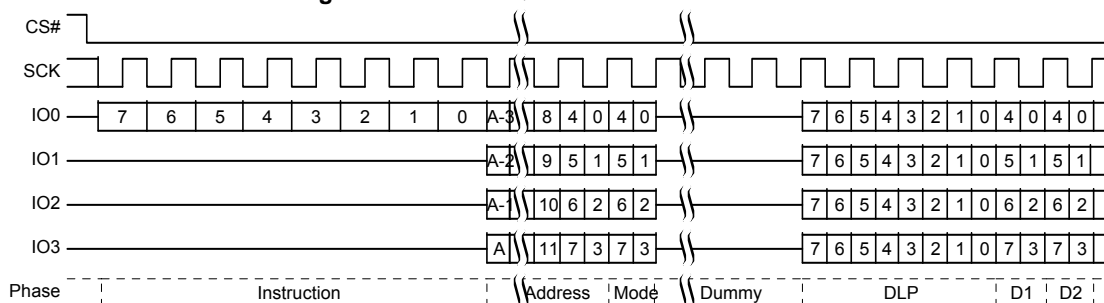 CS#
SCK
IO0 7 6 5 4 3 2 1 0 A-3 8 4 0 4 0 7 6 5 4 3 2 1 0 4 0 4 0
IO1 A-2 9 5 1 5 1 7 6 5 4 3 2 1 0 5 1 5 1
IO2 A-1 10 6 2 6 2 7 6 5 4 3 2 1 0 6 2 6 2
IO3 A 11 7 3 7 3 7 6 5 4 3 2 1 0 7 3 7 3
Phase Instruction Address Mode Dummy DLP D1 D2